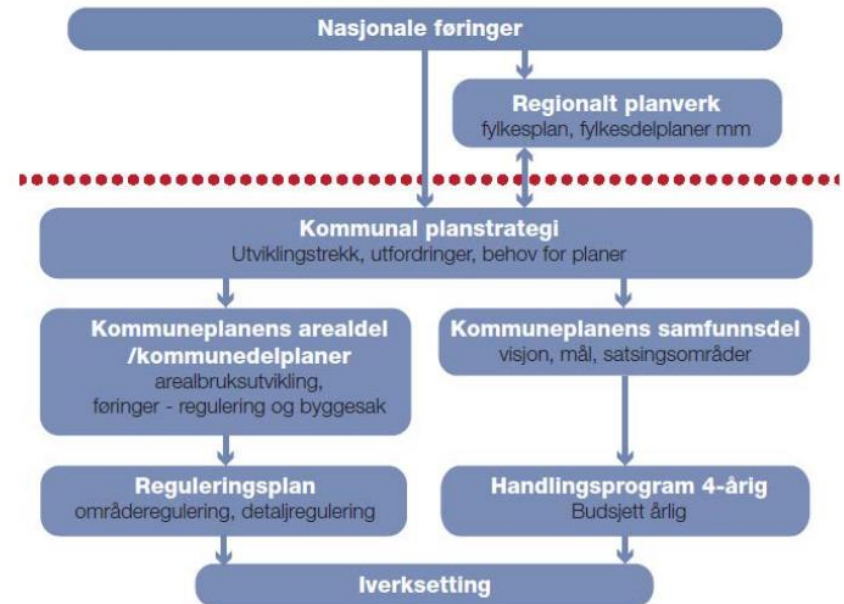 Nasjonale føringer
Regionalt planverk
fylkesplan, fylkesdelplaner mm
Kommunal planstrategi
Utviklingstrekk, utfordringer, behov for planer
Kommuneplanens arealdel
/kommunedelplaner
arealbruksutvikling,
føringer - regulering og byggesak
Kommuneplanens samfunnsdel
visjon, mål, satsingsområder
Reguleringsplan
områderegulering, detaljregulering
Handlingsprogram 4-årig
Budsjett årlig
Iverksetting